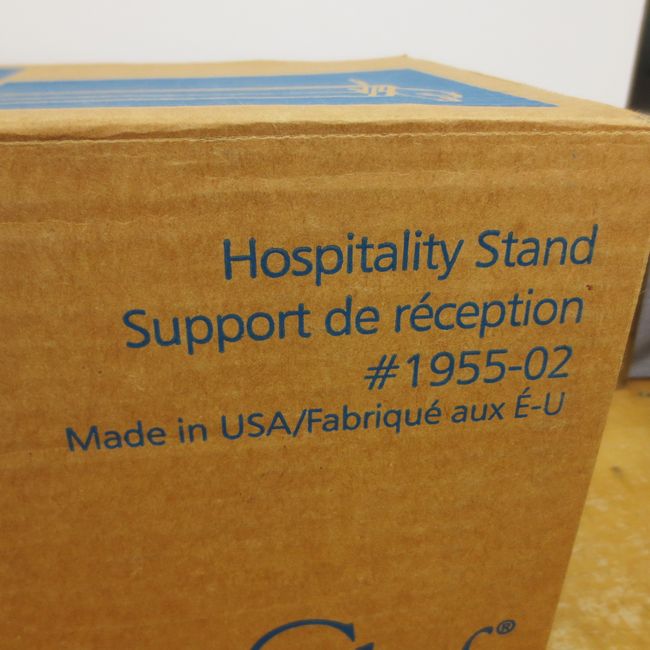 Hospitality Stand
Support de réception
#1955-02
Made in USA/Fabriqué aux É-U
®